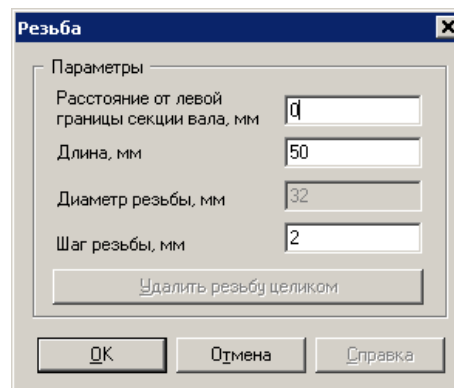 Резьба
Параметры
Расстояние от левой
границы секции вала, мм
0
Длина, мм
50
Диаметр резьбы, мм
32
Шаг резьбы, мм
2
Удалить резьбу целиком
OK
Отмена
Справка